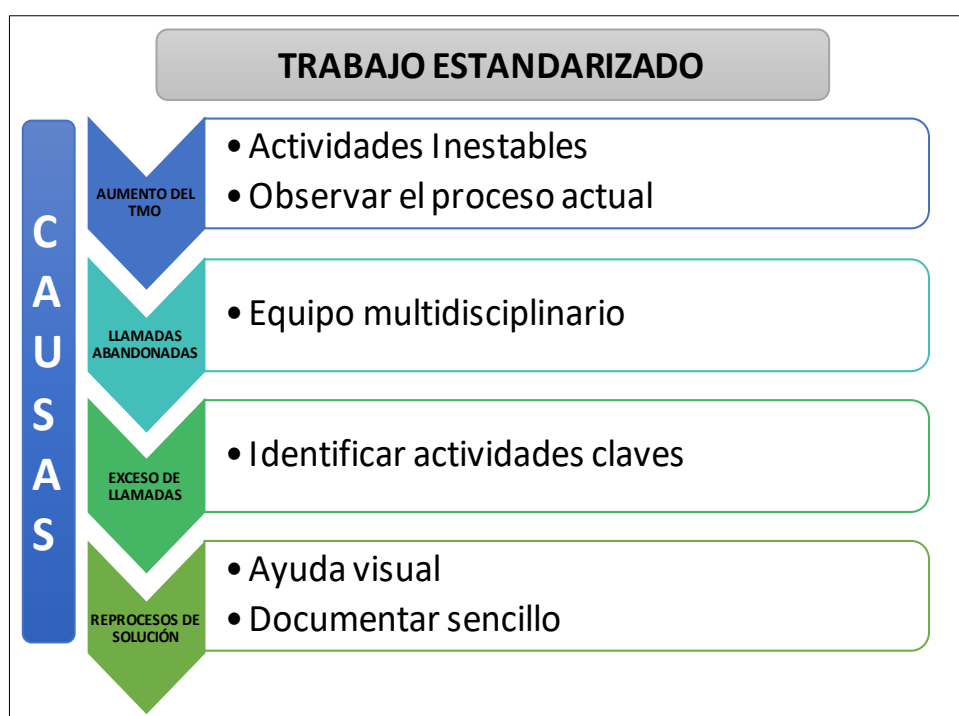 TRABAJO ESTANDARIZADO
CAUSAS
AUMENTO DEL
TMO
• Actividades Inestables
• Observar el proceso actual
LLAMADAS
ABANDONADAS
• Equipo multidisciplinario
EXCESO DE
LLAMADAS
• Identificar actividades claves
REPROCESOS DE
SOLUCIÓN
• Ayuda visual
• Documentar sencillo